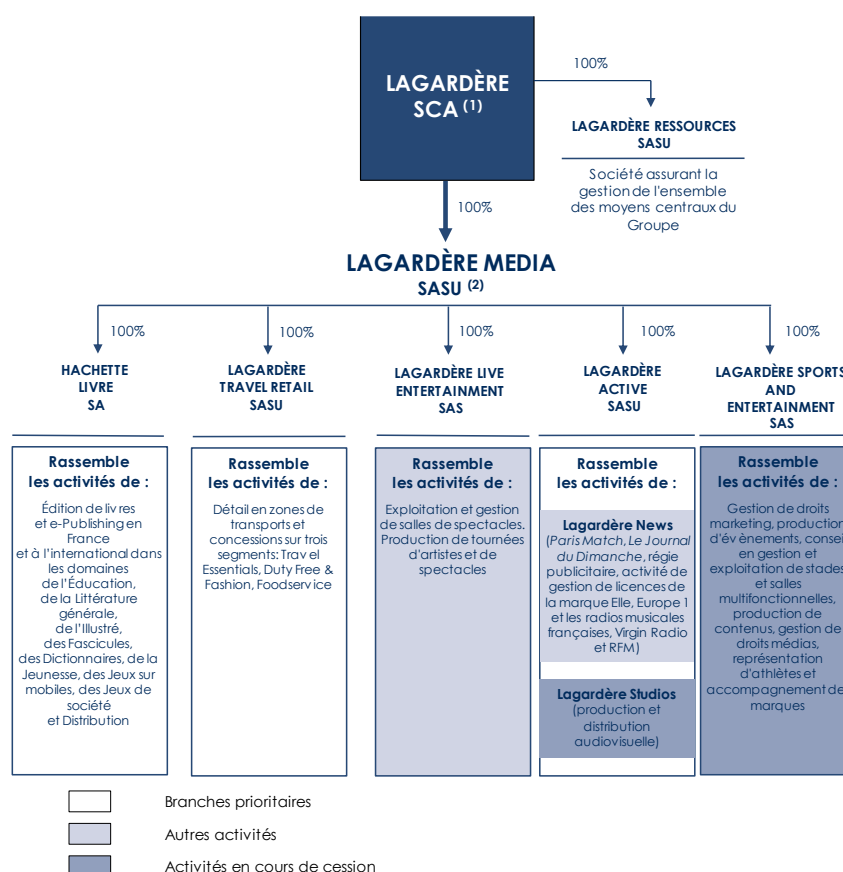 LAGARDÈRE
SCA (1)
100%
LAGARDÈRE RESSOURCES
SASU
Société assurant la
gestion de l'ensemble
des moyens centraux du
Groupe
100%
LAGARDÈRE MEDIA
SASU (2)
100%
100%
100%
100%
100%
HACHETTE
LIVRE
SA
Rassemble
les activités de :
Édition de livres
et e-Publishing en
France
et à l'international dans
les domaines
de l'Éducation,
de la Littérature
générale,
de l'Illustré,
des Fascicules,
des Dictionnaires, de la
Jeunesse, des Jeux sur
mobiles, des Jeux de
société
et Distribution
LAGARDÈRE
TRAVEL RETAIL
SASU
Rassemble
les activités de :
Détail en zones de
transports et
concessions sur trois
segments: Travel
Essentials, Duty Free &
Fashion, Foodservice
LAGARDÈRE LIVE
ENTERTAINMENT
SAS
Rassemble
les activités de :
Exploitation et gestion
de salles de spectacles.
Production de tournées
d'artistes et de
spectacles
LAGARDÈRE
ACTIVE
SASU
Rassemble
les activités de :
Lagardère News
(Paris Match, Le Journal
du Dimanche, régie
publicitaire, activité de
gestion de licences de
la marque Elle, Europe 1
et les radios musicales
françaises, Virgin Radio
et RFM)
Lagardère Studios
(production et
distribution
audiovisuelle)
LAGARDÈRE SPORTS
AND
ENTERTAINMENT
SAS
Rassemble
les activités de :
Gestion de droits
marketing, production
d'évènements, conseil
en gestion et
exploitation de stades
et salles
multifonctionnelles,
production de
contenus, gestion de
droits médias,
représentation
d'athlètes et
accompagnement de
marques
Branches prioritaires
Autres activités
Activités en cours de cession